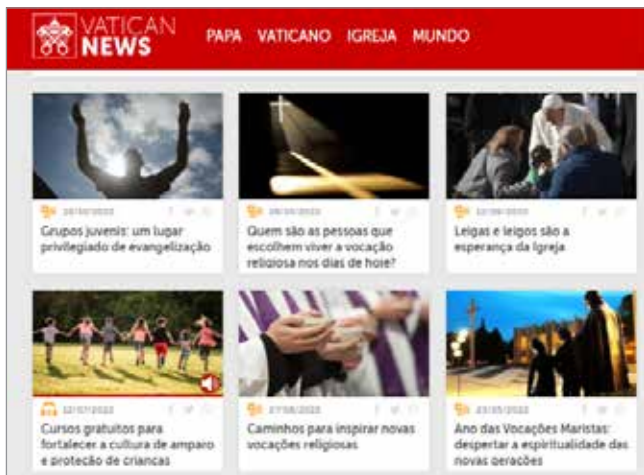 VATICAN
NEWS
PAPA VATICANO IGREJA MUNDO
Grupos juvenis: um lugar
privilegiado de evangelização
Quem são as pessoas que
escolhem viver a vocação
religiosa nos dias de hoje?
Leigas e leigos são a
esperança da Igreja
12/07/2022
Cursos gratuitos para
fortalecer a cultura de amparo
e proteção de crianças
Caminhos para inspirar novas
vocações religiosas
Ano das Vocações Maristas:
despertar a espiritualidade das
novas gerações